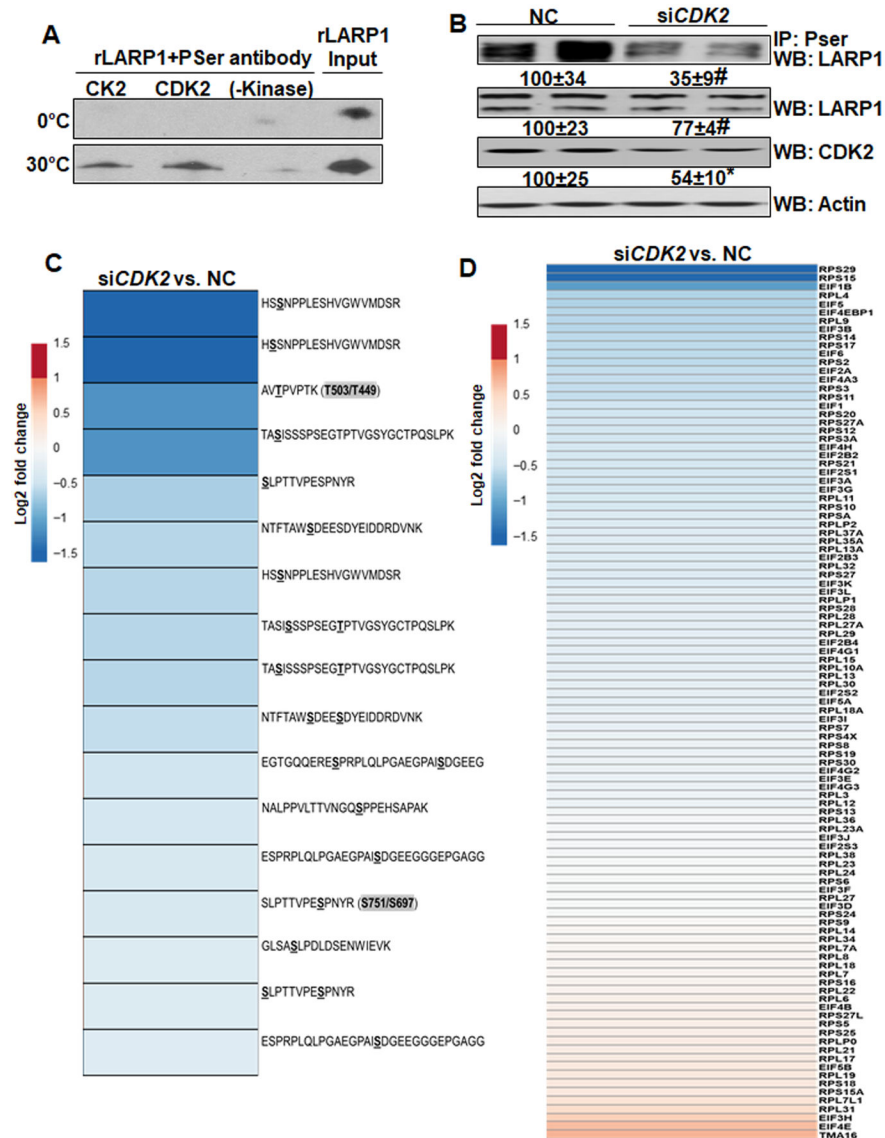 A
rLARP1+PSer antibody
rLARP1
Input
CK2 CDK2 (-Kinase)
0°C
30°C
B
NC siCDK2
IP: Pser
WB: LARP1
100±34 35±9#
WB: LARP1
100±23 77±4#
WB: CDK2
100±25 54±10*
WB: Actin
C
siCDK2 vs. NC
Log2 fold change
1.5
1
0.5
0
−0.5
−1
−1.5
HSSNPPLESHVGWVMDSR
HSSNPPLESHVGWVMDSR
AVTPVPTK (T503/T449)
TASISSSPSEGTPTVGSYGCTPQSLPK
SLPTTVPESPNYR
NTFTAWSDEESDYEIDDRDVNK
HSSNPPLESHVGWVMDSR
TASISSSPSEGTPTVGSYGCTPQSLPK
TASISSSPSEGTPTVGSYGCTPQSLPK
NTFTAWSDEESDYEIDDRDVNK
EGTGQQERESPRPLQLPGAEGPAISDGEEG
NALPPVLTTVNGQSPPEHSAPAK
ESPRPLQLPGAEGPAISDGEEGGGEPGAGG
SLPTTVPESPNYR (S751/S697)
GLSASLPDLDSENWIEVK
SLPTTVPESPNYR
ESPRPLQLPGAEGPAISDGEEGGGEPGAGG
D
siCDK2 vs. NC
Log2 fold change
1.5
1
0.5
0
−0.5
−1
−1.5
RPS29
RPS15
EIF1B
RPL4
EIF5
EIF4EBP1
RPL9
EIF3B
RPS14
RPS17
EIF6
RPS2
EIF2A
EIF4A3
RPS3
RPS11
EIF1
RPS20
RPS27A
RPS12
RPS3A
EIF4H
EIF2B2
RPS21
EIF2S1
EIF3A
EIF3G
RPL11
RPS10
RPSA
RPLP2
RPL37A
RPL35A
RPL13A
EIF2B3
RPL32
RPS27
EIF3K
EIF3L
RPLP1
RPS28
RPL28
RPL27A
RPL29
EIF2B4
EIF4G1
RPL15
RPL10A
RPL13
RPL30
EIF2S2
EIF5A
RPL18A
EIF3I
RPS7
RPS4X
RPS8
RPS19
RPS30
EIF4G2
EIF3E
EIF4G3
RPL3
RPL12
RPS13
RPL36
RPL23A
EIF3J
EIF2S3
RPL38
RPL23
RPL24
RPS6
EIF3F
RPL27
EIF3D
RPS24
RPS9
RPL14
RPL34
RPL7A
RPL8
RPL18
RPL7
RPS16
RPL22
RPL6
EIF4B
RPS27L
RPS5
RPS25
RPLP0
RPL21
RPL17
EIF5B
RPL19
RPS18
RPS15A
RPL7L1
RPL31
EIF3H
EIF4E
TMA16